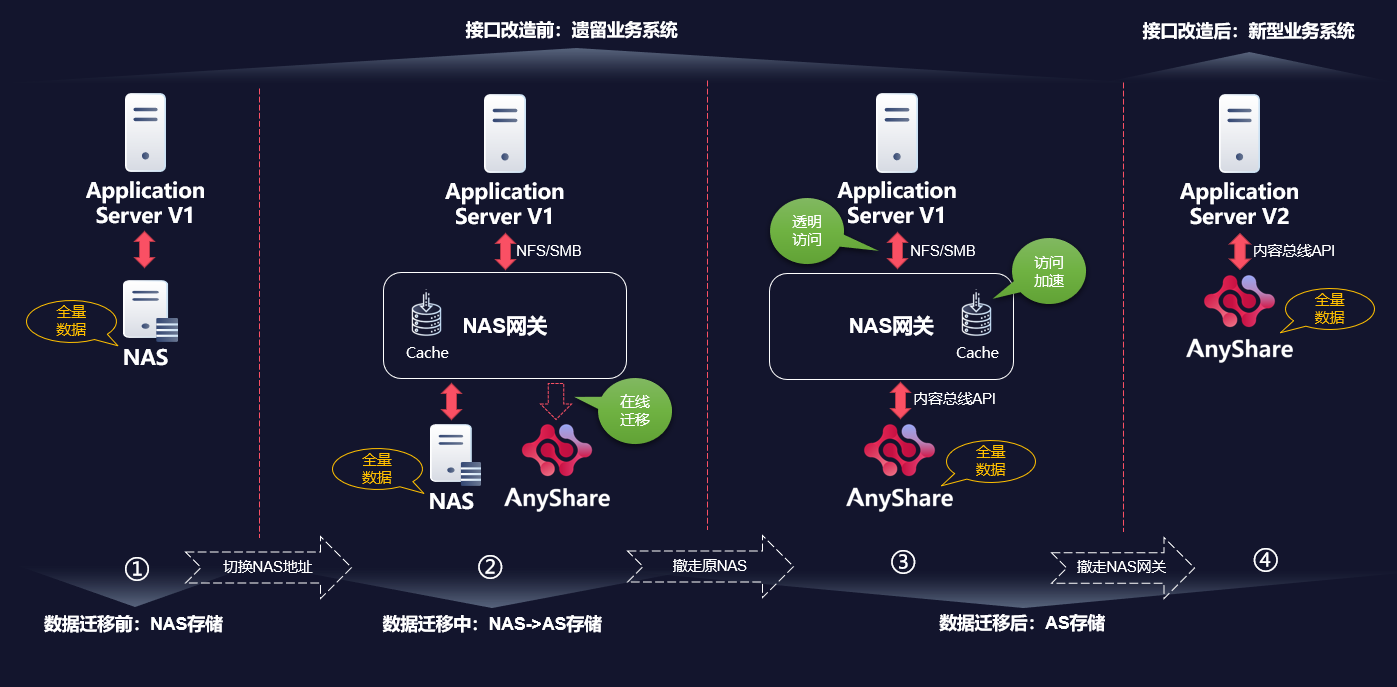 接口改造前：遗留业务系统
接口改造后：新型业务系统
Application
Server V1
全量
数据
NAS
Application
Server V1
NFS/SMB
NAS网关
Cache
在线
迁移
全量
数据
NAS
AnyShare
Application
Server V1
透明
访问
NFS/SMB
访问
加速
NAS网关
Cache
内容总线API
全量
数据
AnyShare
Application
Server V2
内容总线API
全量
数据
AnyShare
①
切换NAS地址
②
撤走原NAS
③
撤走NAS网关
④
数据迁移前：NAS存储
数据迁移中：NAS->AS存储
数据迁移后：AS存储